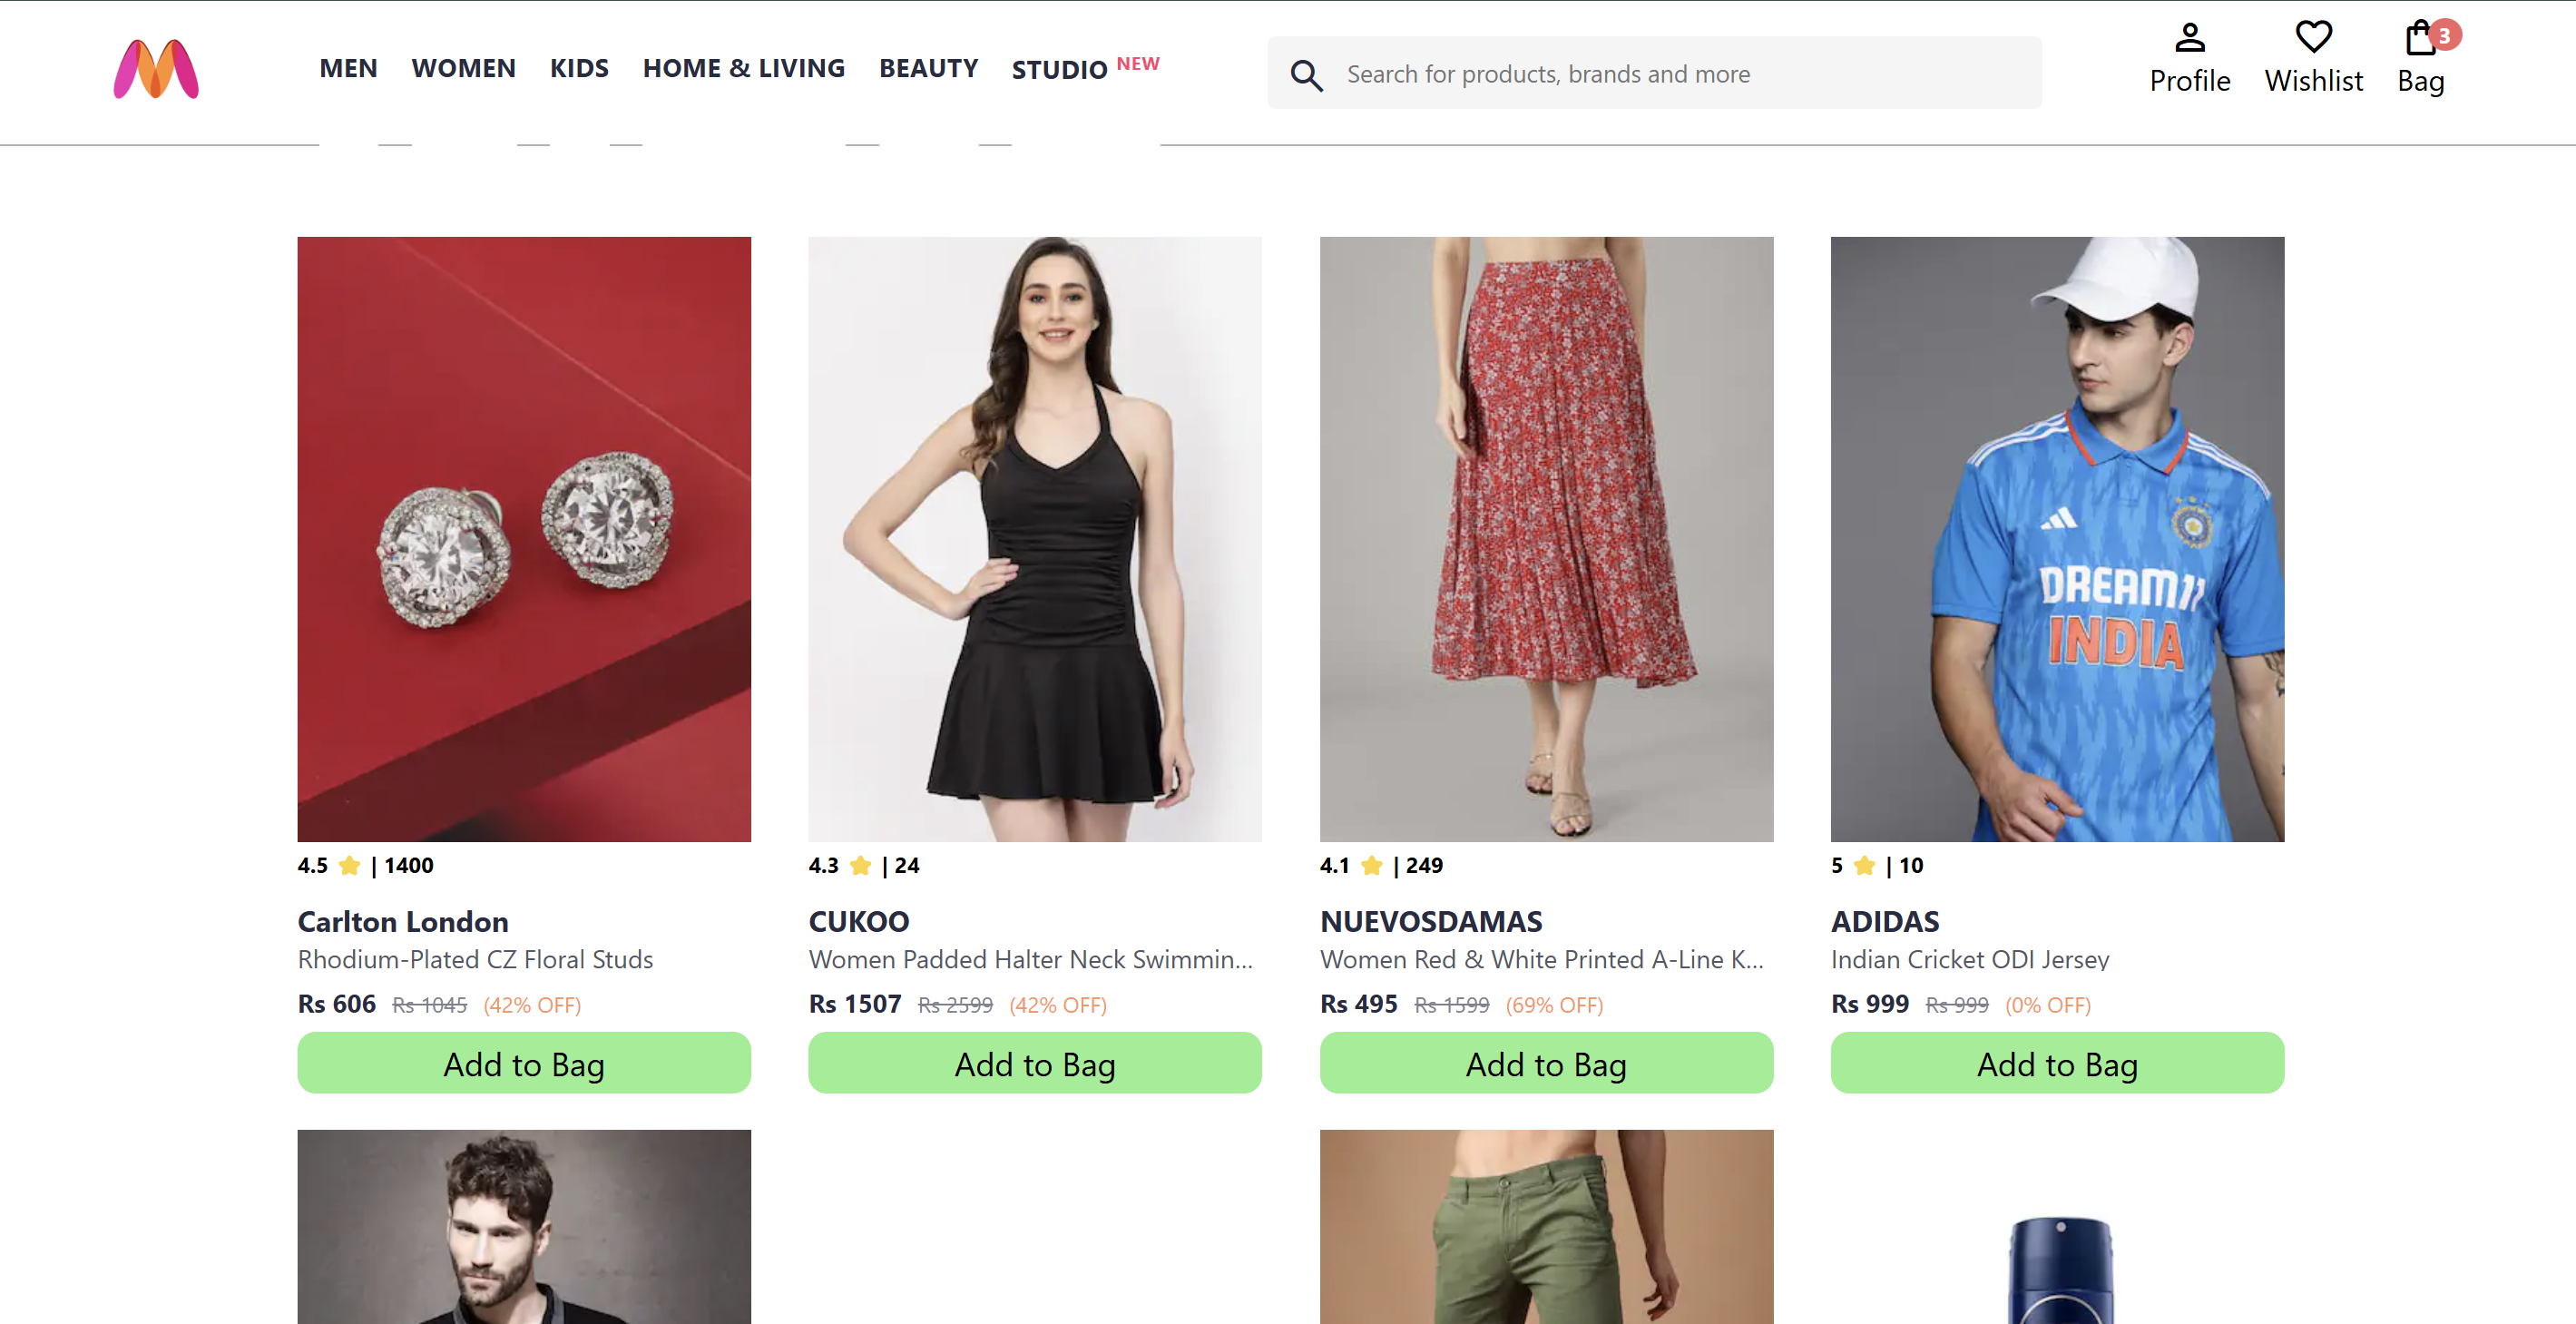 MEN WOMEN KIDS HOME & LIVING BEAUTY STUDIO NEW
Search for products, brands and more
3
Profile Wishlist Bag
DREAM11
INDIA
4.5 | 1400
Carlton London
Rhodium-Plated CZ Floral Studs
Rs 606 Rs 1045 (42% OFF)
Add to Bag
4.3 | 24
CUKOO
Women Padded Halter Neck Swimmin...
Rs 1507 Rs 2599 (42% OFF)
Add to Bag
4.1 | 249
NUEVOSDAMAS
Women Red & White Printed A-Line K...
Rs 495 Rs 1599 (69% OFF)
Add to Bag
5 | 10
ADIDAS
Indian Cricket ODI Jersey
Rs 999 Rs 999 (0% OFF)
Add to Bag